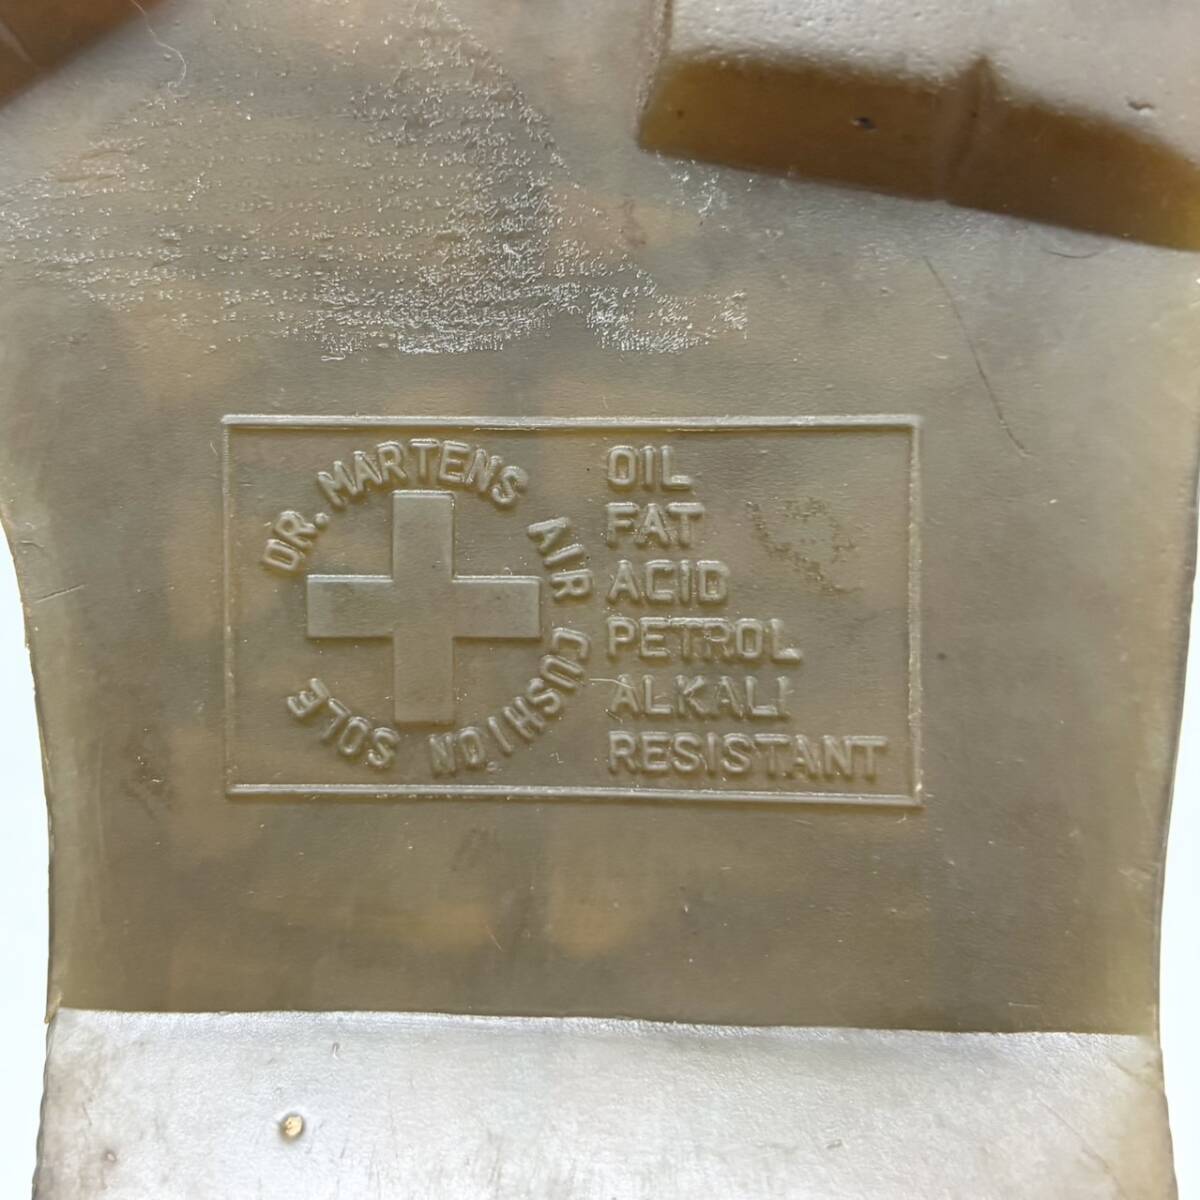 DR. MARTENS AIR CUSHION SOLE
OIL
FAT
ACID
PETROL
ALKALI
RESISTANT